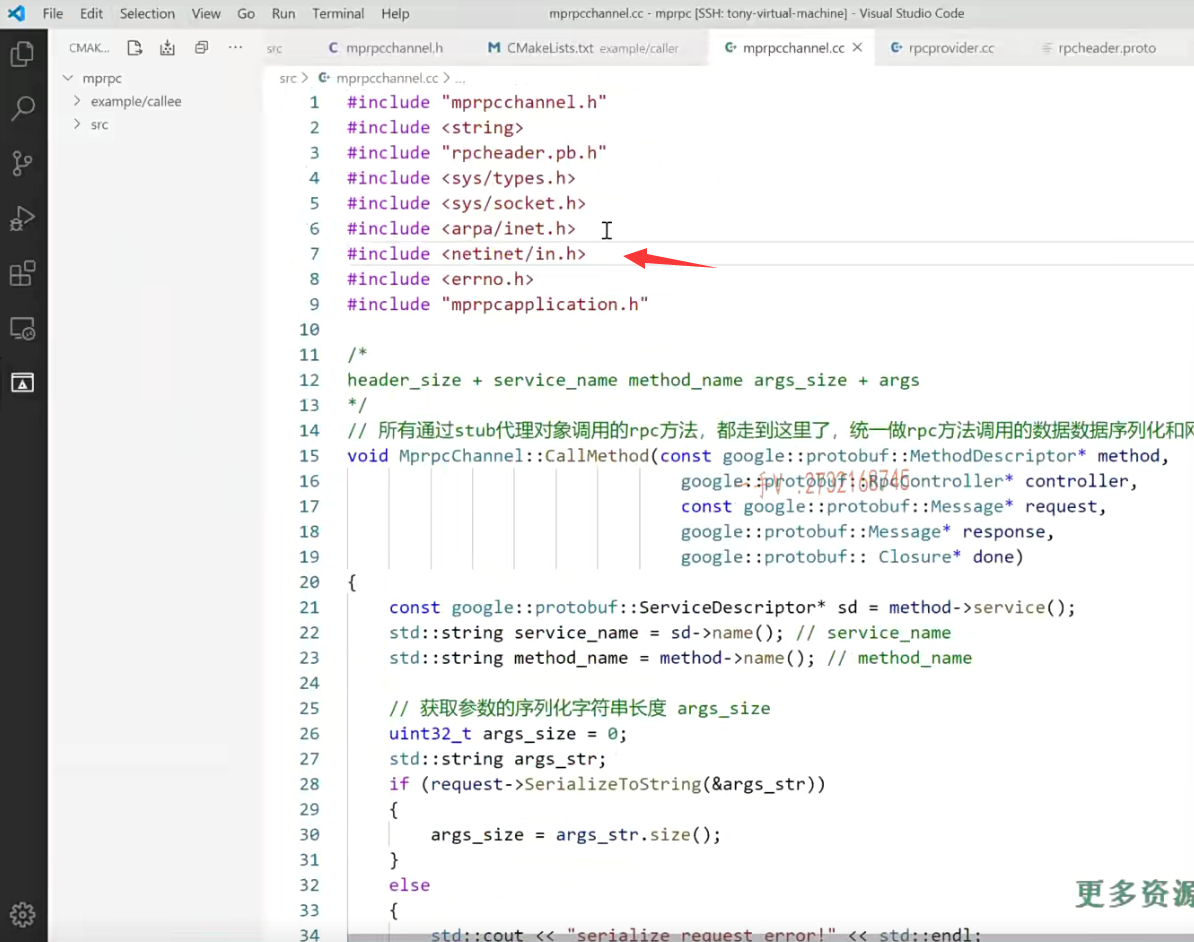 File Edit Selection View Go Run Terminal Help mprpcchannel.cc - mprpc [SSH: tony-virtual-machine] - Visual Studio Code
CMAK... ···
src mprpcchannel.h CMakeLists.txt example/caller mprpcchannel.cc × rpcprovider.cc rpcheader.proto
mprpc
example/callee
src
src > mprpcchannel.cc > ...
1 #include "mprpcchannel.h"
2 #include <string>
3 #include "rpcheader.pb.h"
4 #include <sys/types.h>
5 #include <sys/socket.h>
6 #include <arpa/inet.h>
7 #include <netinet/in.h>
8 #include <errno.h>
9 #include "mprpcapplication.h"
10
11 /*
12 header_size + service_name method_name args_size + args
13 */
14 // 所有通过stub代理对象调用的rpc方法，都走到这里了，统一做rpc方法调用的数据数据序列化和网
15 void MprpcChannel::CallMethod(const google::protobuf::MethodDescriptor* method,
16 google::protobuf::RpcController* controller,
17 const google::protobuf::Message* request,
18 google::protobuf::Message* response,
19 google::protobuf:: Closure* done)
20 {
21 const google::protobuf::ServiceDescriptor* sd = method->service();
22 std::string service_name = sd->name(); // service_name
23 std::string method_name = method->name(); // method_name
24
25 // 获取参数的序列化字符串长度 args_size
26 uint32_t args_size = 0;
27 std::string args_str;
28 if (request->SerializeToString(&args_str))
29 {
30 args_size = args_str.size();
31 }
32 else
33 {
34 std::cout << "serialize request error!" << std::endl;
更多资源